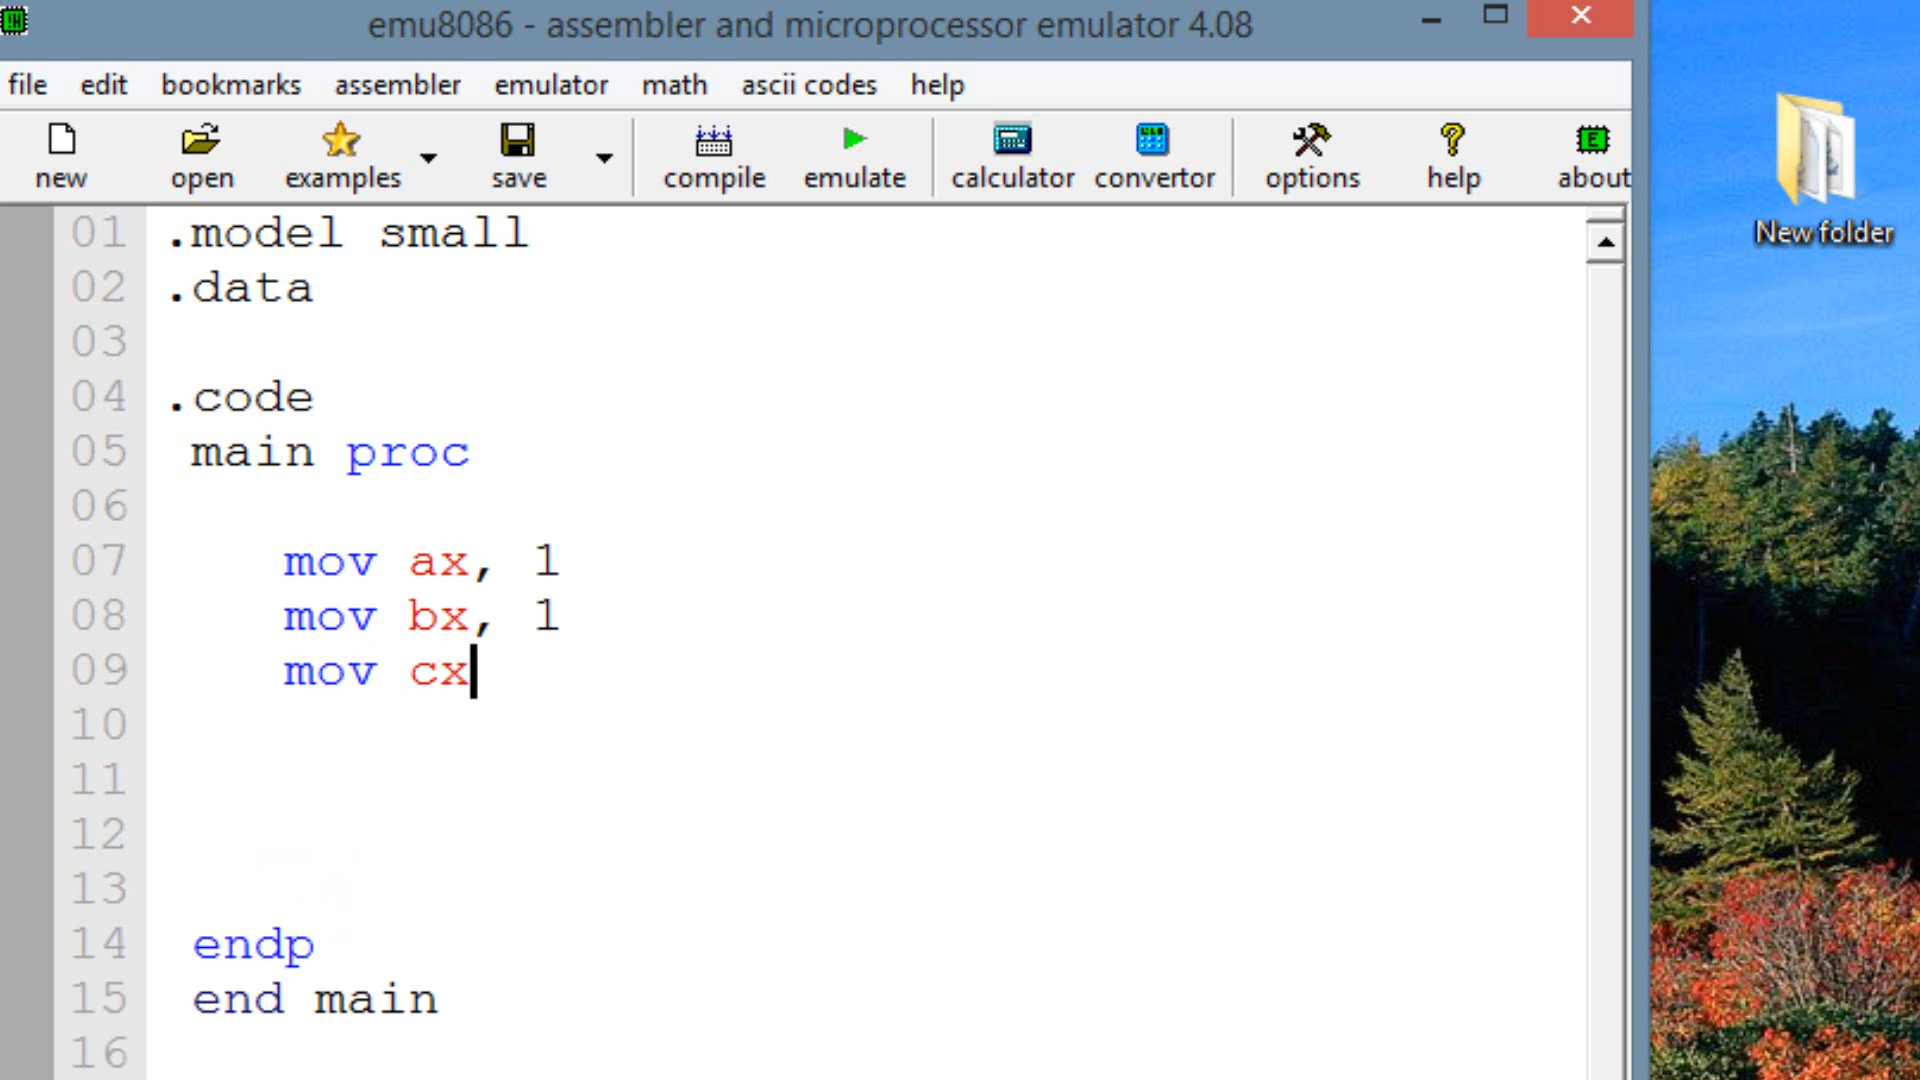 emu8086 - assembler and microprocessor emulator 4.08
file edit bookmarks assembler emulator math ascii codes help
new open examples save compile emulate calculator convertor options help about
01 .model small
02 .data
03
04 .code
05 main proc
06
07 mov ax, 1
08 mov bx, 1
09 mov cx
10
11
12
13
14 endp
15 end main
16
New folder